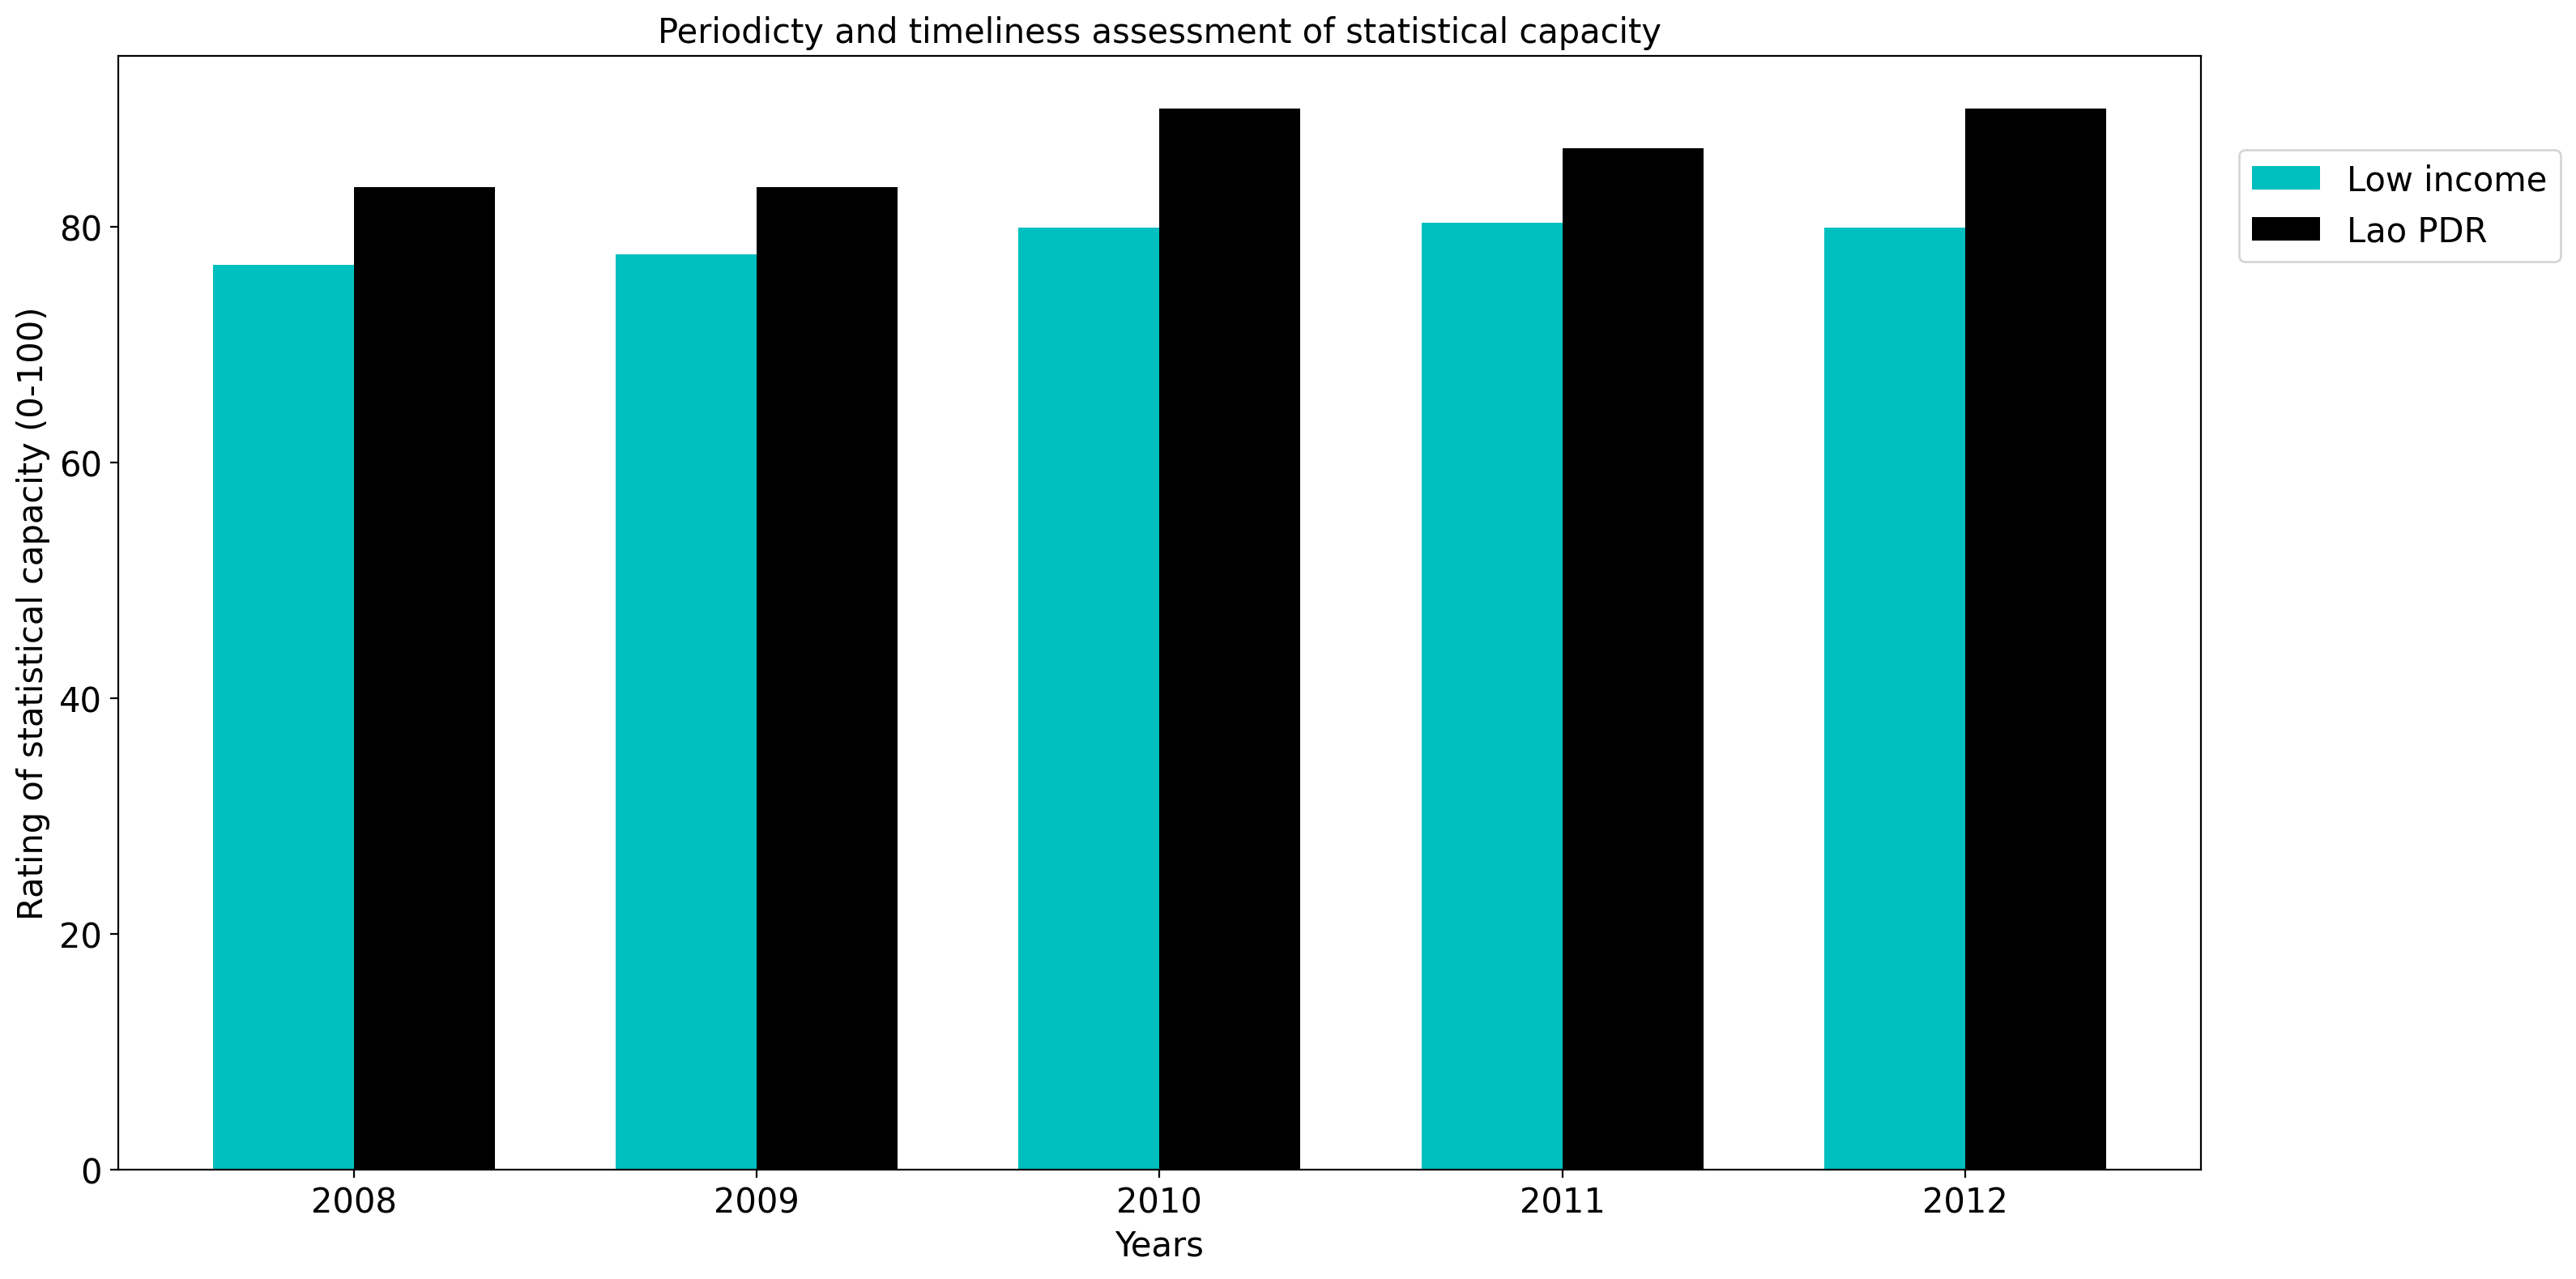 Periodicty and timeliness assessment of statistical capacity
Rating of statistical capacity (0-100)
80
60
40
20
0
2008 2009 2010 2011 2012
Years
Low income
Lao PDR